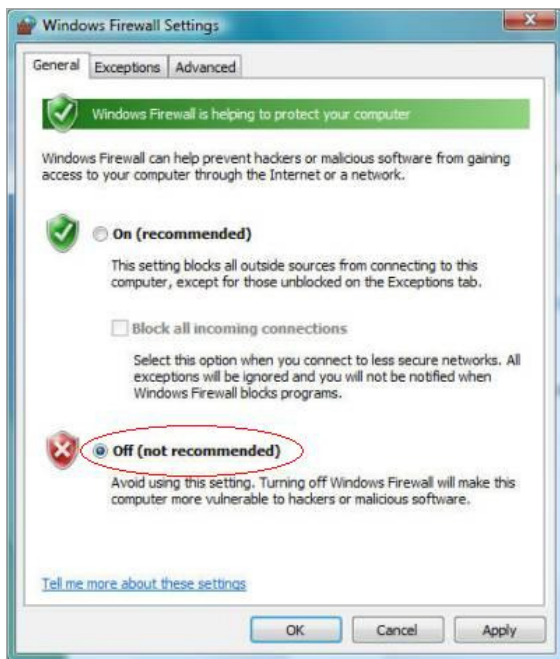 Windows Firewall Settings
General Exceptions Advanced
Windows Firewall is helping to protect your computer
Windows Firewall can help prevent hackers or malicious software from gaining
access to your computer through the Internet or a network.
On (recommended)
This setting blocks all outside sources from connecting to this
computer, except for those unblocked on the Exceptions tab.
Block all incoming connections
Select this option when you connect to less secure networks. All
exceptions will be ignored and you will not be notified when
Windows Firewall blocks programs.
Off (not recommended)
Avoid using this setting. Turning off Windows Firewall will make this
computer more vulnerable to hackers or malicious software.
Tell me more about these settings
OK Cancel Apply